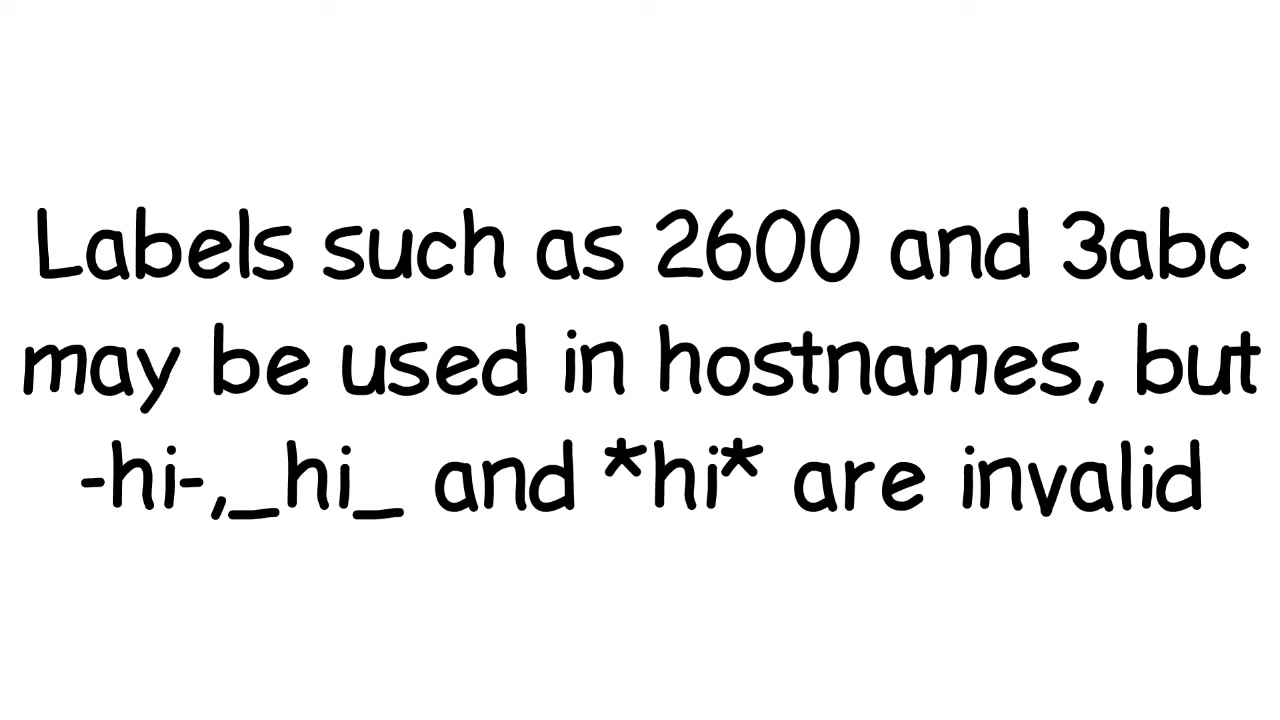 Labels such as 2600 and 3abc
may be used in hostnames, but
-hi-,_hi_ and *hi* are invalid